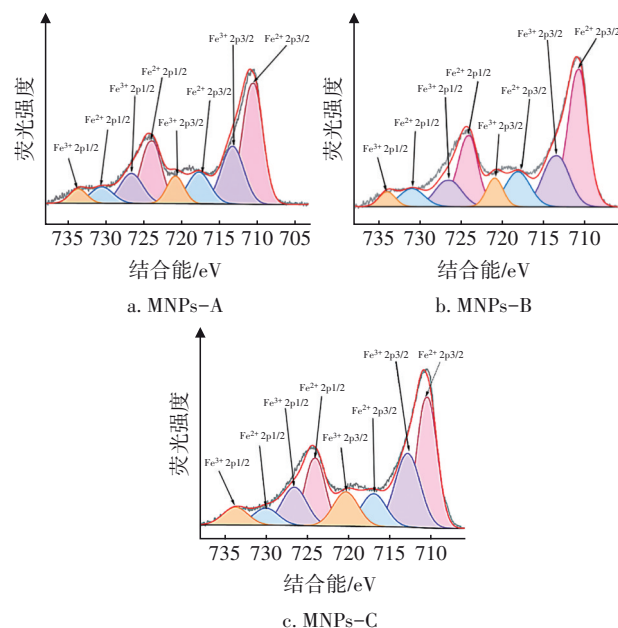 荧光强度
Fe3+ 2p1/2
Fe2+ 2p1/2
Fe3+ 2p1/2
Fe2+ 2p1/2
Fe3+ 2p3/2
Fe2+ 2p3/2
Fe3+ 2p3/2
Fe2+ 2p3/2
735 730 725 720 715 710 705
结合能/eV
a. MNPs-A
荧光强度
Fe3+ 2p1/2
Fe2+ 2p1/2
Fe3+ 2p1/2
Fe2+ 2p1/2
Fe3+ 2p3/2
Fe2+ 2p3/2
Fe3+ 2p3/2
Fe2+ 2p3/2
735 730 725 720 715 710
结合能/eV
b. MNPs-B
荧光强度
Fe3+ 2p1/2
Fe2+ 2p1/2
Fe3+ 2p1/2
Fe2+ 2p1/2
Fe3+ 2p3/2
Fe2+ 2p3/2
Fe3+ 2p3/2
Fe2+ 2p3/2
735 730 725 720 715 710
结合能/eV
c. MNPs-C